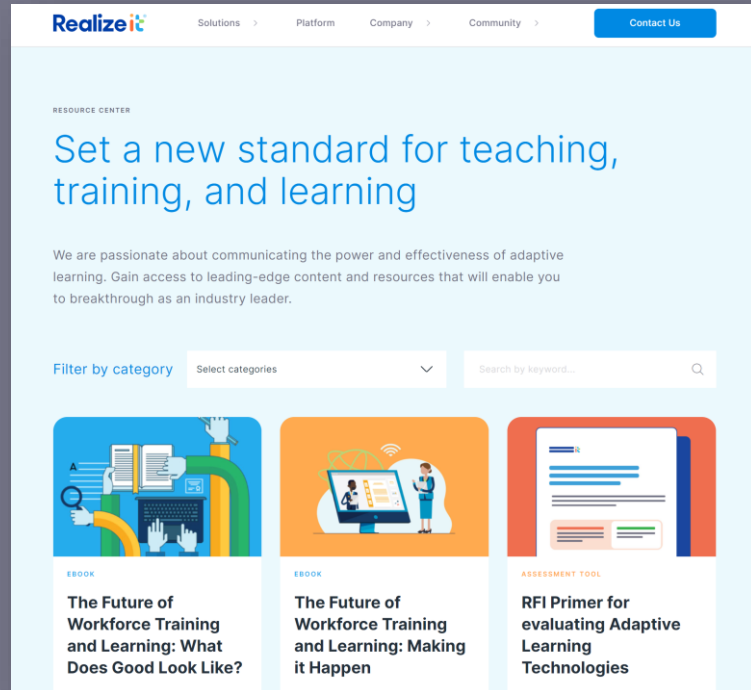 Realizeit
Solutions
Platform
Company
Community
Contact Us
RESOURCE CENTER
Set a new standard for teaching,
training, and learning
We are passionate about communicating the power and effectiveness of adaptive
learning. Gain access to leading-edge content and resources that will enable you
to breakthrough as an industry leader.
Filter by category
Select categories
Search by keyword...
A
EBOOK
The Future of
Workforce Training
and Learning: What
Does Good Look Like?
EBOOK
The Future of
Workforce Training
and Learning: Making
it Happen
ASSESSMENT TOOL
RFI Primer for
evaluating Adaptive
Learning
Technologies